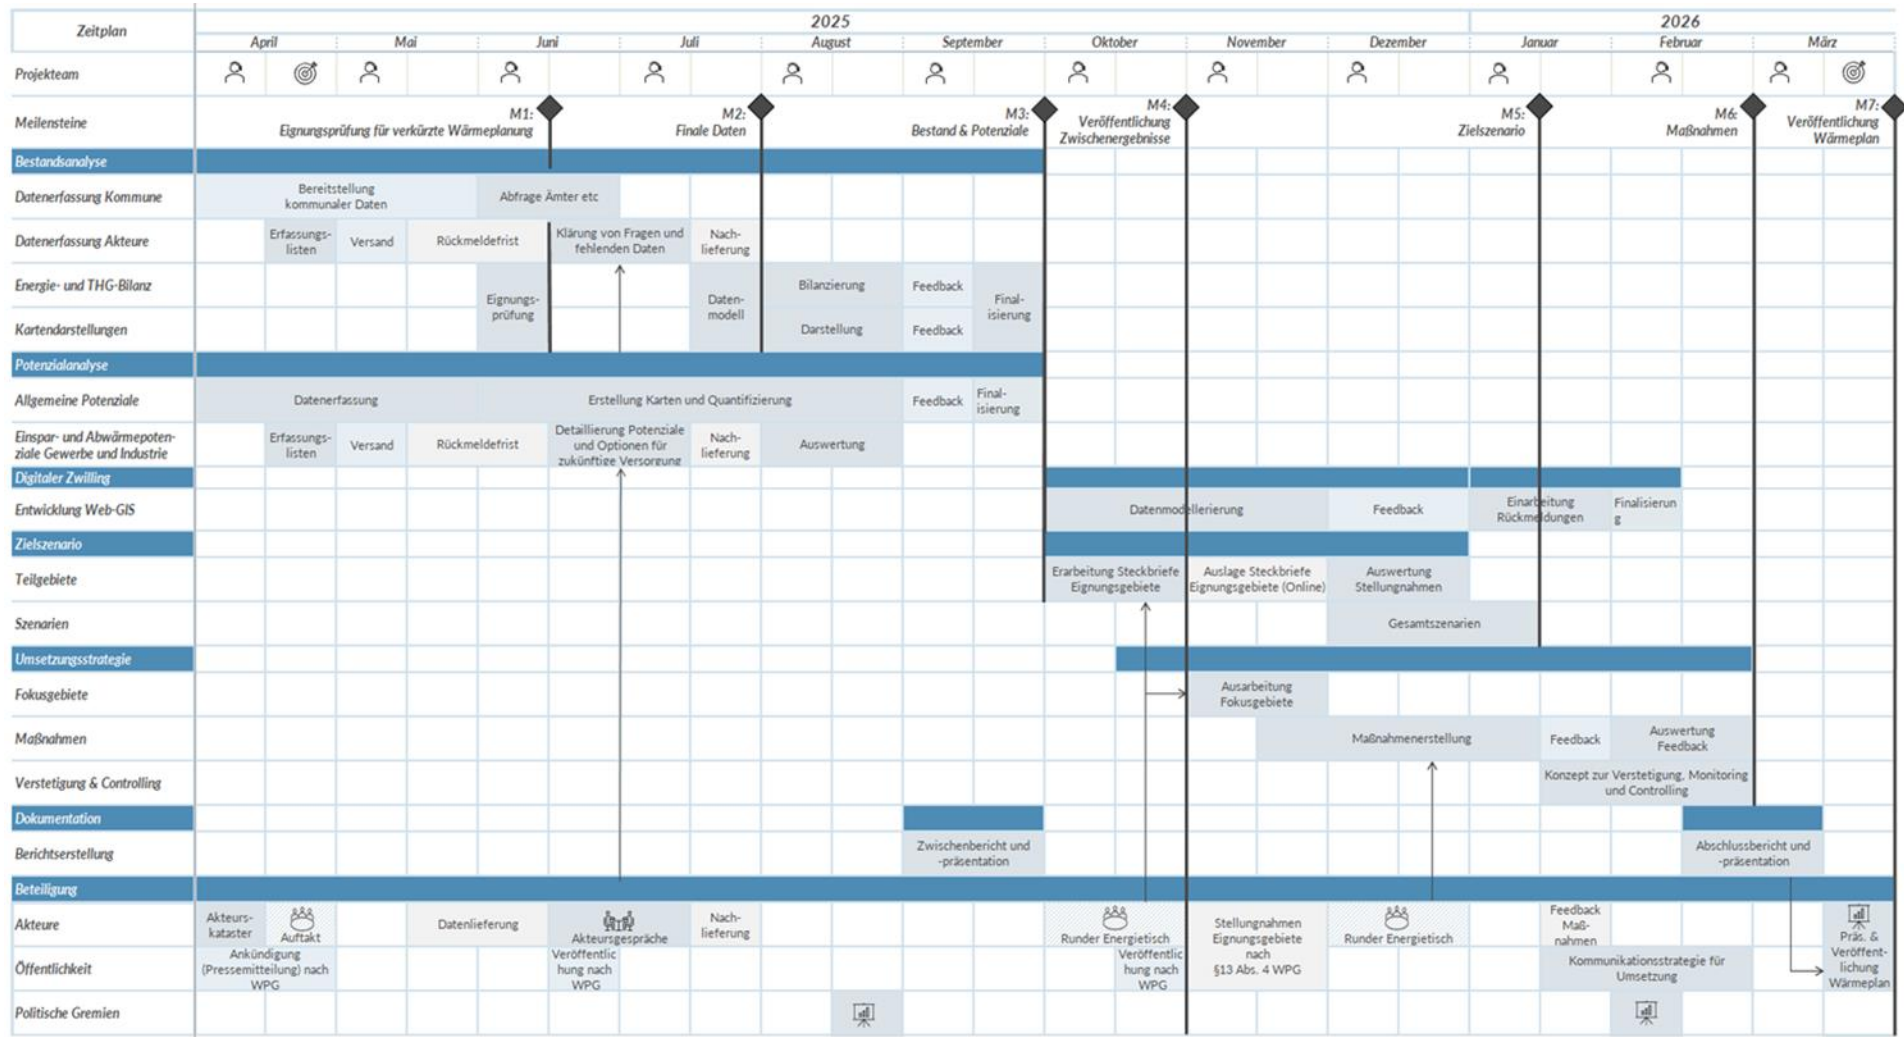 Zeitplan
2025
2026
April
Mai
Juni
Juli
August
September
Oktober
November
Dezember
Januar
Februar
März
Projekteam
Meilensteine
M1:
Eignungsprüfung für verkürzte Wärmeplanung
M2:
Finale Daten
M3:
Bestand & Potenziale
M4:
Veröffentlichung
Zwischenergebnisse
M5:
Zielszenario
M6:
Maßnahmen
M7:
Veröffentlichung
Wärmeplan
Bestandsanalyse
Datenerfassung Kommune
Bereitstellung
kommunaler Daten
Abfrage Ämter etc
Datenerfassung Akteure
Erfassungs-
listen
Versand
Rückmeldefrist
Klärung von Fragen und
fehlenden Daten
Nach-
lieferung
Energie- und THG-Bilanz
Eignungs-
prüfung
Daten-
modell
Bilanzierung
Feedback
Final-
isierung
Kartendarstellungen
Darstellung
Feedback
Potenzialanalyse
Allgemeine Potenziale
Datenerfassung
Erstellung Karten und Quantifizierung
Feedback
Final-
isierung
Einspar- und Abwärmepoten-
ziale Gewerbe und Industrie
Erfassungs-
listen
Versand
Rückmeldefrist
Detaillierung Potenziale
und Optionen für
zukünftige Versorgung
Nach-
lieferung
Auswertung
Digitaler Zwilling
Entwicklung Web-GIS
Datenmodellerierung
Feedback
Einarbeitung
Rückmeldungen
Finalisierun
g
Zielszenario
Teilgebiete
Erarbeitung Steckbriefe
Eignungsgebiete
Auslage Steckbriefe
Eignungsgebiete (Online)
Auswertung
Stellungnahmen
Szenarien
Gesamtszenarien
Umsetzungsstrategie
Fokusgebiete
Ausarbeitung
Fokusgebiete
Maßnahmen
Maßnahmenerstellung
Feedback
Auswertung
Feedback
Verstetigung & Controlling
Konzept zur Verstetigung, Monitoring
und Controlling
Dokumentation
Berichtserstellung
Zwischenbericht und
-präsentation
Abschlussbericht und
-präsentation
Beteiligung
Akteure
Akteurs-
kataster
Auftakt
Datenlieferung
Akteursgespräche
Nach-
lieferung
Runder Energietisch
Stellungnahmen
Eignungsgebiete
nach
§13 Abs. 4 WPG
Runder Energietisch
Feedback
Maß-
nahmen
Präs. &
Veröffent-
lichung
Wärmeplan
Öffentlichkeit
Ankündigung
(Pressemitteilung) nach
WPG
Veröffentlic
hung nach
WPG
Veröffentlic
hung nach
WPG
Kommunikationsstrategie für
Umsetzung
Politische Gremien